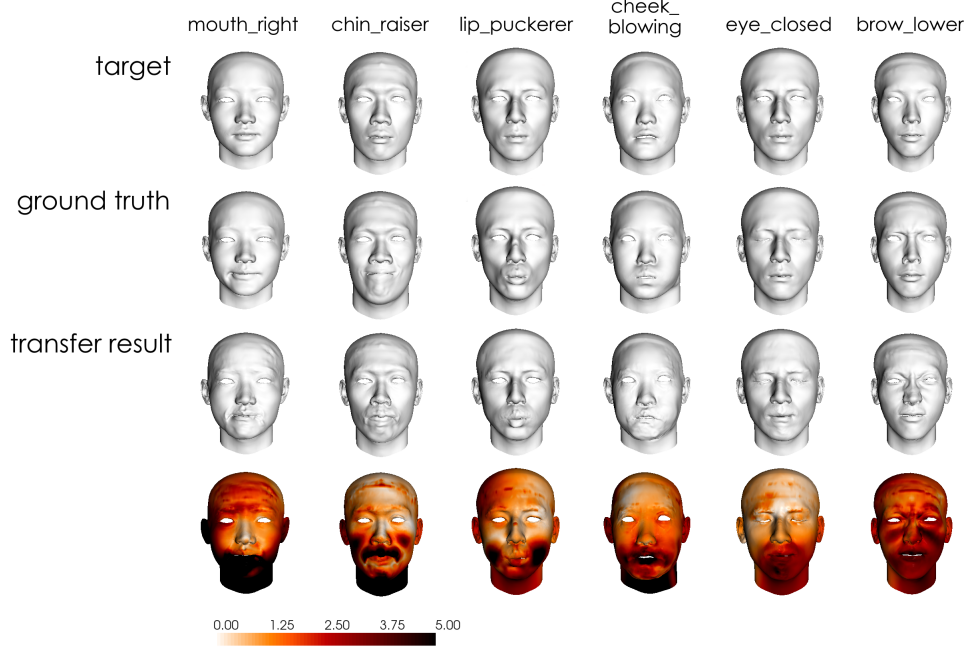 mouth_right chin_raiser lip_puckerer cheek_ blowing eye_closed brow_lower
target
ground truth
transfer result
0.00 1.25 2.50 3.75 5.00